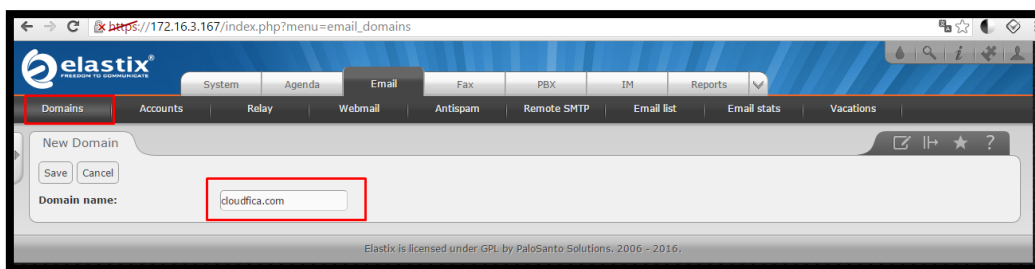 https://172.16.3.167/index.php?menu=email_domains
elastix®
FREEDOM TO COMMUNICATE
System Agenda Email Fax PBX IM Reports
Domains Accounts Relay Webmail Antispam Remote SMTP Email list Email stats Vacations
New Domain
Save Cancel
Domain name: cloudfica.com
Elastix is licensed under GPL by PaloSanto Solutions. 2006 - 2016.